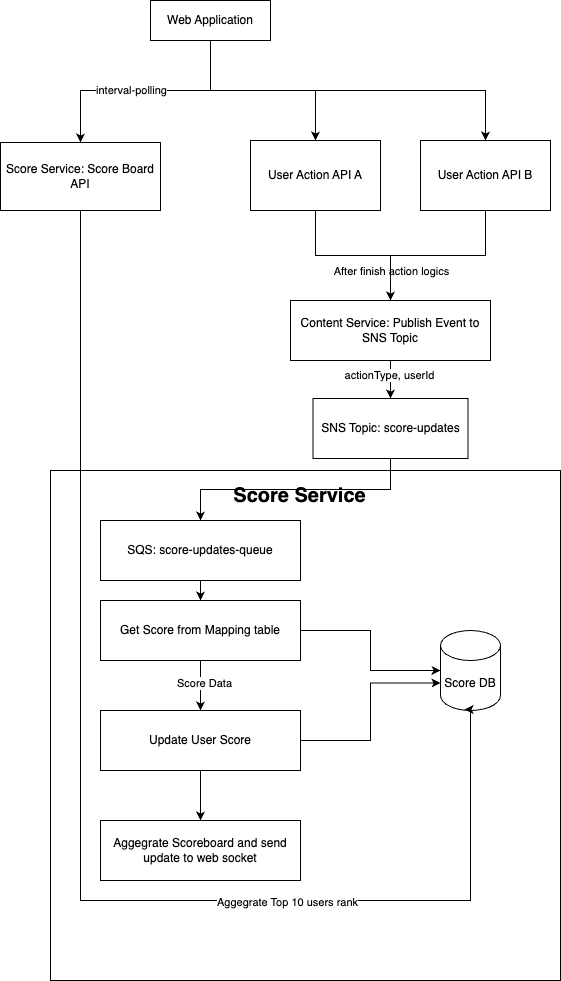 Web Application
interval-polling
Score Service: Score Board
API
User Action API A
User Action API B
After finish action logics
Content Service: Publish Event to
SNS Topic
actionType, userId
SNS Topic: score-updates
Score Service
SQS: score-updates-queue
Get Score from Mapping table
Score Data
Score DB
Update User Score
Aggegrate Scoreboard and send
update to web socket
Aggegrate Top 10 users rank